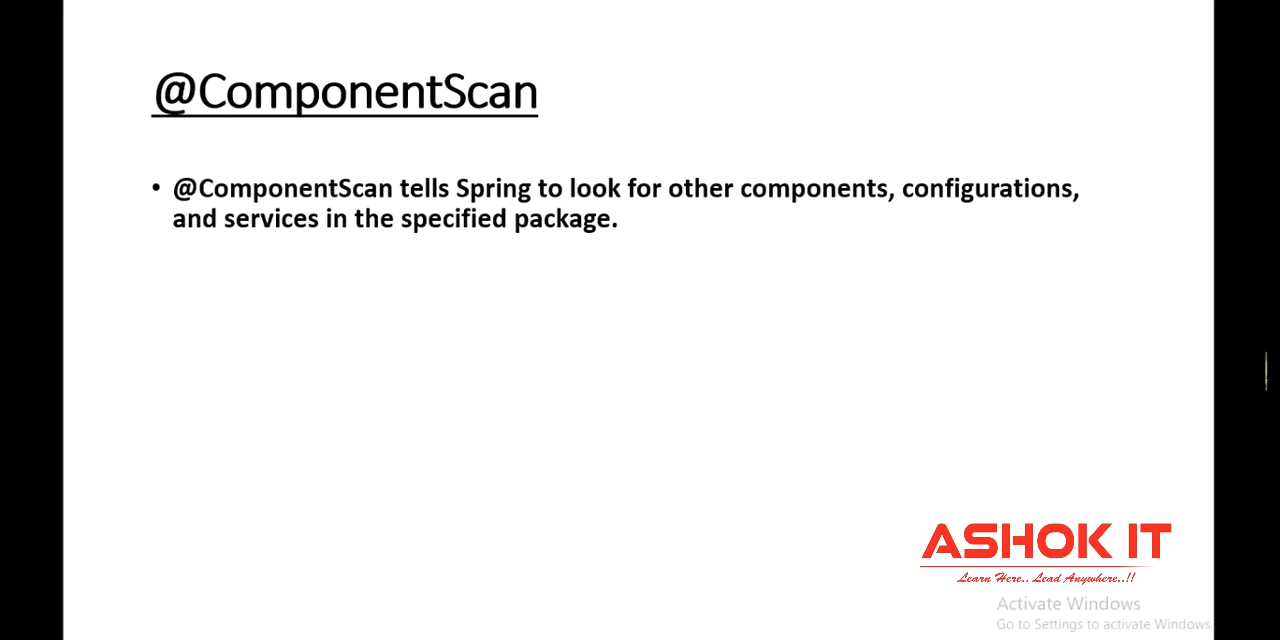 @ComponentScan
• @ComponentScan tells Spring to look for other components, configurations,
and services in the specified package.
ASHOK IT
Learn Here.. Lead Anywhere..!!
Activate Windows
Go to Settings to activate Windows.